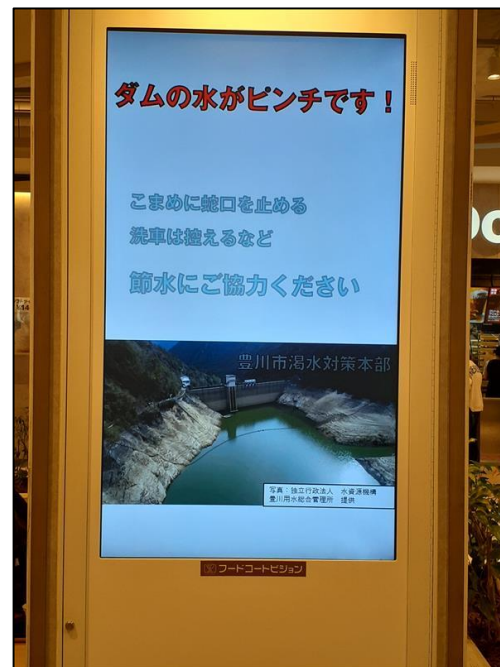 ダムの水がピンチです！
こまめに蛇口を止める
洗車は控えるなど
節水にご協力ください
豊川市渇水対策本部
写真：独立行政法人　水資源機構
豊川用水総合管理所　提供
フードコートビジョン